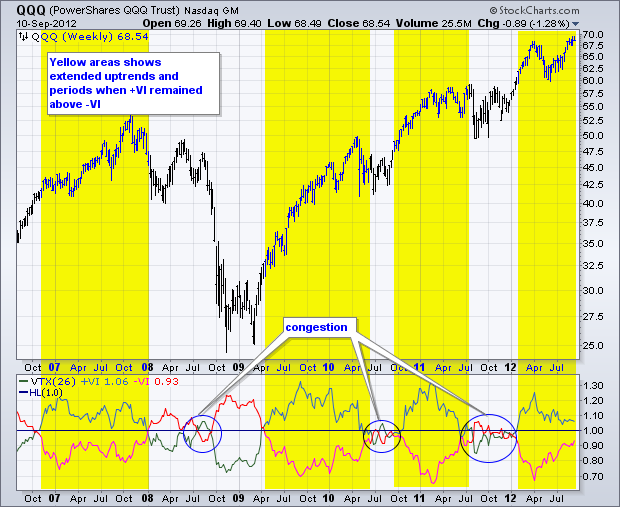 QQQ (PowerShares QQQ Trust) Nasdaq GM
© StockCharts.com
10-Sep-2012 Open 69.26 High 69.40 Low 68.49 Close 68.54 Volume 25.5M Chg -0.89 (-1.28%)
QQQ (Weekly) 68.54
Yellow areas shows
extended uptrends and
periods when +VI remained
above -VI
70.0
67.5
65.0
62.5
60.0
57.5
55.0
52.5
50.0
47.5
45.0
42.5
40.0
37.5
35.0
32.5
30.0
27.5
25.0
congestion
Oct 07 Apr Jul Oct 08 Apr Jul Oct 09 Apr Jul Oct 10 Apr Jul Oct 11 Apr Jul Oct 12 Apr Jul
VTX(26) +VI 1.06 -VI 0.93
HL(1.0)
1.30
1.20
1.10
1.00
0.90
0.80
0.70
Oct 07 Apr Jul Oct 08 Apr Jul Oct 09 Apr Jul Oct 10 Apr Jul Oct 11 Apr Jul Oct 12 Apr Jul